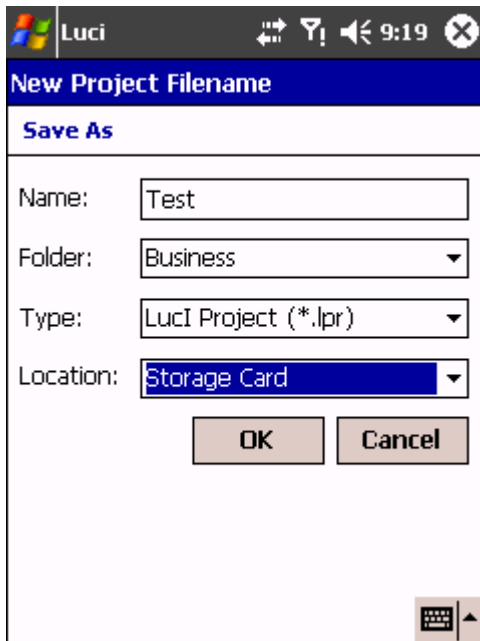 Luci 9:19
New Project Filename
Save As
Name: Test
Folder: Business
Type: LucI Project (*.lpr)
Location: Storage Card
OK Cancel